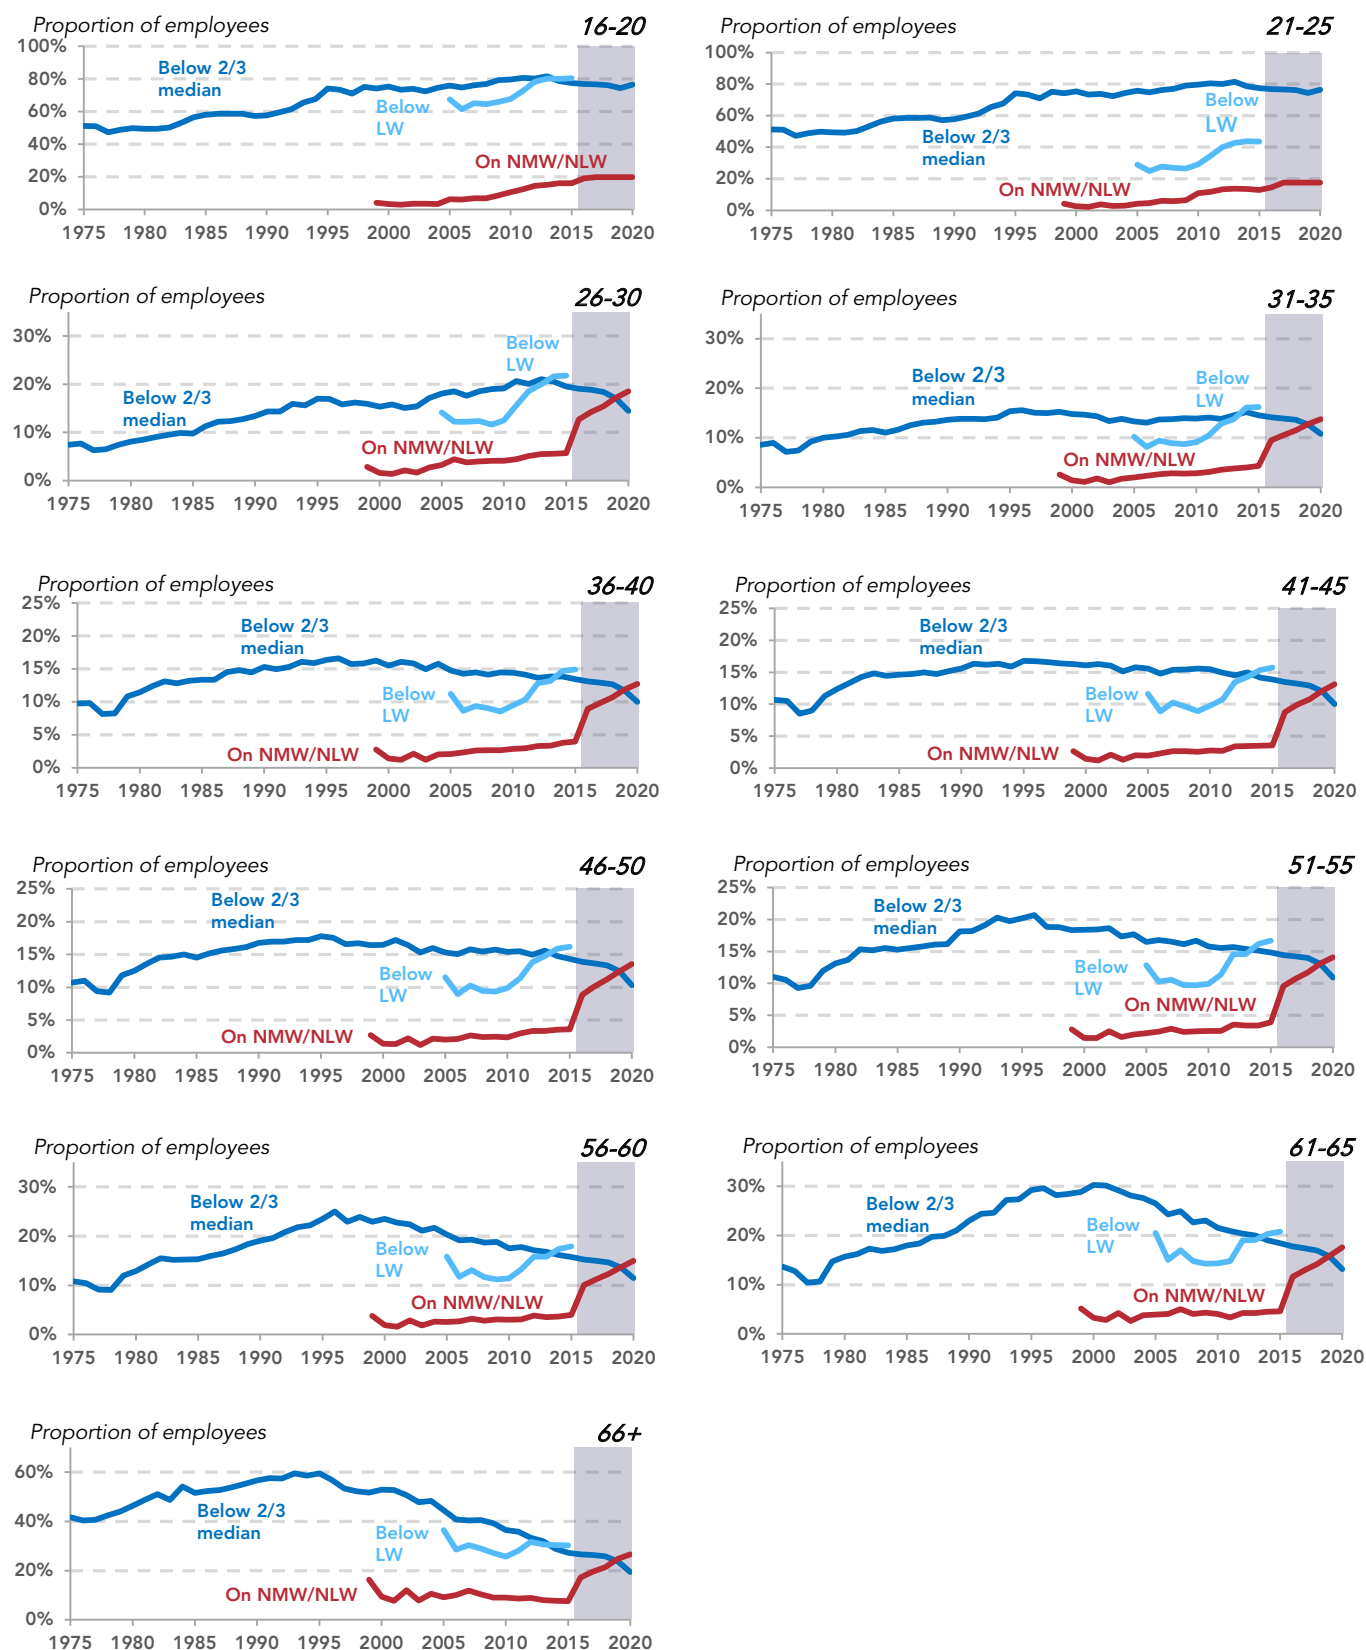 Proportion of employees 16-20
100%
80%
60%
40%
20%
0%
Below 2/3
median
Below
LW
On NMW/NLW
1975 1980 1985 1990 1995 2000 2005 2010 2015 2020
Proportion of employees 21-25
100%
80%
60%
40%
20%
0%
Below
LW
Below 2/3
median
On NMW/NLW
1975 1980 1985 1990 1995 2000 2005 2010 2015 2020
Proportion of employees 26-30
30%
20%
10%
0%
Below
LW
Below 2/3
median
On NMW/NLW
1975 1980 1985 1990 1995 2000 2005 2010 2015 2020
Proportion of employees 31-35
30%
20%
10%
0%
Below 2/3
median
Below
LW
On NMW/NLW
1975 1980 1985 1990 1995 2000 2005 2010 2015 2020
Proportion of employees 36-40
25%
20%
15%
10%
5%
0%
Below 2/3
median
Below
LW
On NMW/NLW
1975 1980 1985 1990 1995 2000 2005 2010 2015 2020
Proportion of employees 41-45
25%
20%
15%
10%
5%
0%
Below 2/3
median
Below
LW
On NMW/NLW
1975 1980 1985 1990 1995 2000 2005 2010 2015 2020
Proportion of employees 46-50
25%
20%
15%
10%
5%
0%
Below 2/3
median
Below
LW
On NMW/NLW
1975 1980 1985 1990 1995 2000 2005 2010 2015 2020
Proportion of employees 51-55
25%
20%
15%
10%
5%
0%
Below 2/3
median
Below
LW
On NMW/NLW
1975 1980 1985 1990 1995 2000 2005 2010 2015 2020
Proportion of employees 56-60
30%
20%
10%
0%
Below 2/3
median
Below
LW
On NMW/NLW
1975 1980 1985 1990 1995 2000 2005 2010 2015 2020
Proportion of employees 61-65
30%
20%
10%
0%
Below 2/3
median
Below
LW
On NMW/NLW
1975 1980 1985 1990 1995 2000 2005 2010 2015 2020
Proportion of employees 66+
60%
40%
20%
0%
Below 2/3
median
Below
LW
On NMW/NLW
1975 1980 1985 1990 1995 2000 2005 2010 2015 2020